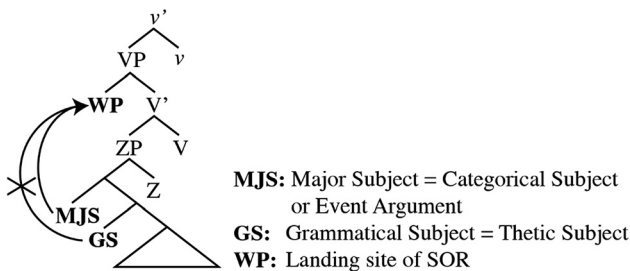 v’
VP v
WP V’
ZP V
Z
MJS
GS
MJS: Major Subject = Categorical Subject
or Event Argument
GS: Grammatical Subject = Thetic Subject
WP: Landing site of SOR